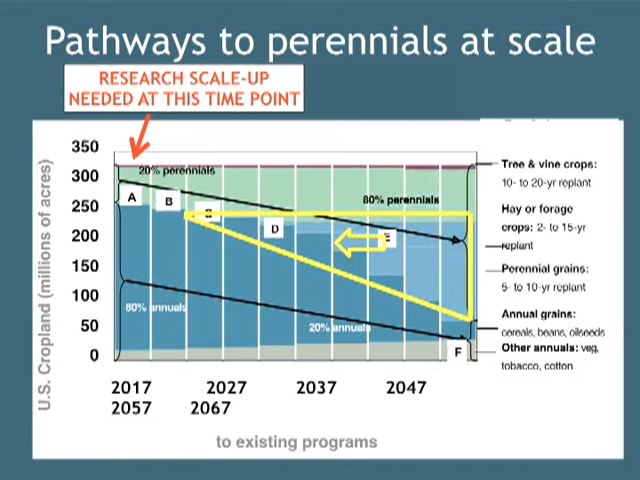 Pathways to perennials at scale
RESEARCH SCALE-UP
NEEDED AT THIS TIME POINT
U.S. Cropland (millions of acres)
350
300
250
200
150
100
50
0
20% perennials
80% perennials
A
B
D
E
80% annuals
20% annuals
F
Tree & vine crops:
10- to 20-yr replant
Hay or forage
crops: 2- to 15-yr
replant
Perennial grains:
5- to 10-yr replant
Annual grains:
cereals, beans, oilseeds
Other annuals: veg,
tobacco, cotton
2017 2027 2037 2047
2057 2067
to existing programs